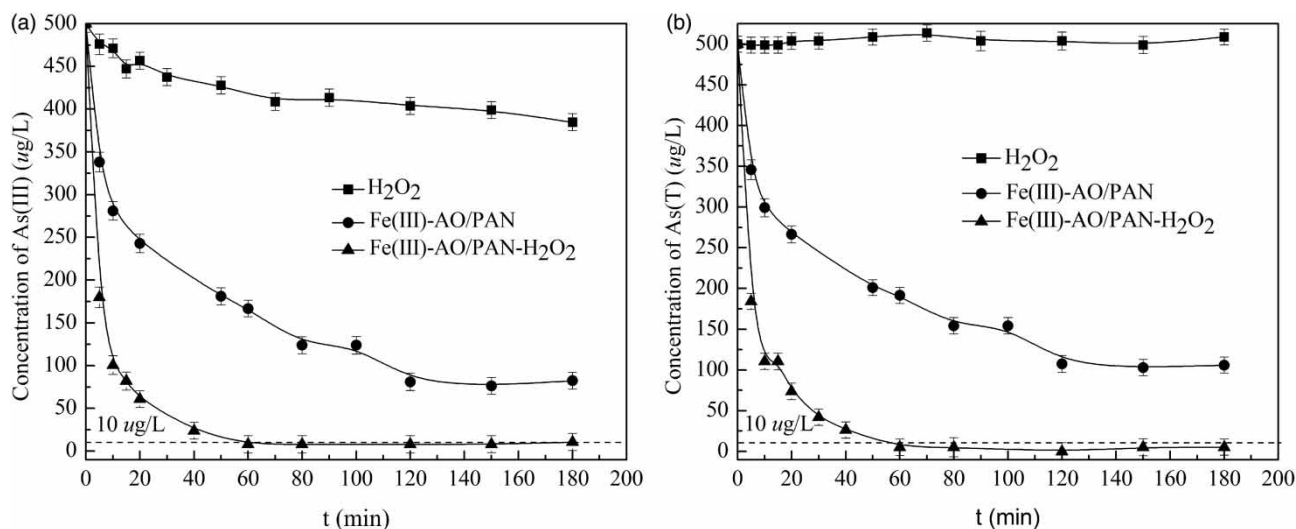 (a)
500
450
400
350
300
250
200
150
100
50
0
Concentration of As(III) (ug/L)
H₂O₂
Fe(III)-AO/PAN
Fe(III)-AO/PAN-H₂O₂
10 ug/L
0 20 40 60 80 100 120 140 160 180 200
t (min)
(b)
500
450
400
350
300
250
200
150
100
50
0
Concentration of As(T) (ug/L)
H₂O₂
Fe(III)-AO/PAN
Fe(III)-AO/PAN-H₂O₂
10 ug/L
0 20 40 60 80 100 120 140 160 180 200
t (min)